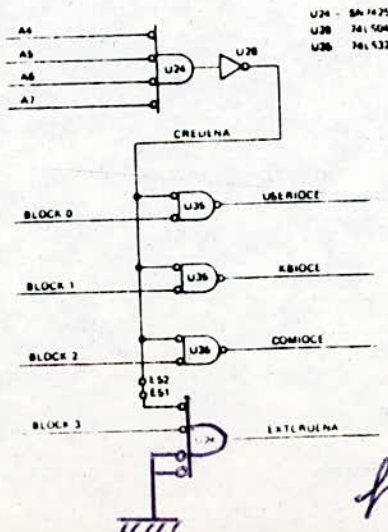 U24 - SN7425
U28 74LS04
U36 74LS32
A4
A5
A6
A7
U24
U28
CREUENA
BLOCK 0
U36
USERIOCE
BLOCK 1
U36
KBIOCE
BLOCK 2
U36
COMIOCE
ES2
ES1
BLOCK 3
U24
EXTERUENA